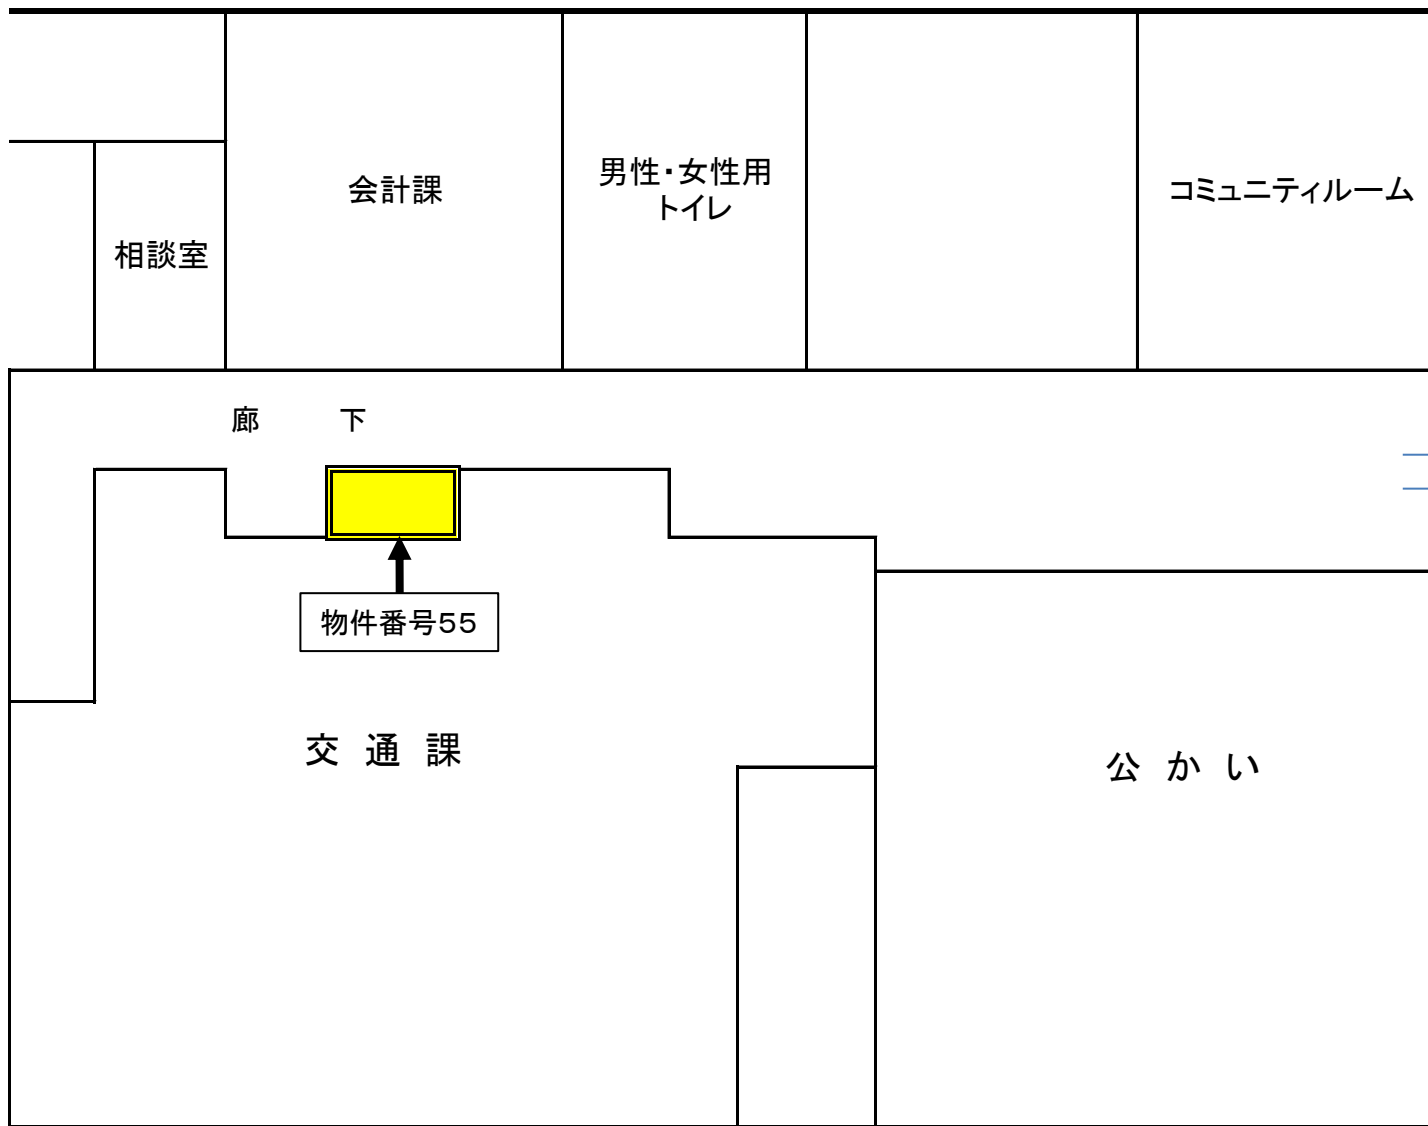 会計課
男性・女性用
トイレ
コミュニティルーム
相談室
廊　下
物件番号55
交　通　課
公　か　い